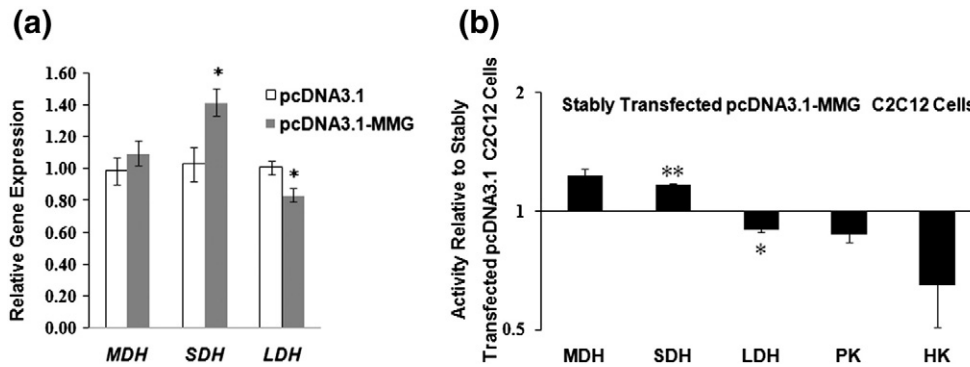 (a)
Relative Gene Expression
1.60
1.40
1.20
1.00
0.80
0.60
0.40
0.20
0.00
pcDNA3.1
pcDNA3.1-MMG
*
*
MDH SDH LDH
(b)
Activity Relative to Stably
Transfected pcDNA3.1 C2C12 Cells
2
1
0.5
Stably Transfected pcDNA3.1-MMG C2C12 Cells
**
*
MDH SDH LDH PK HK